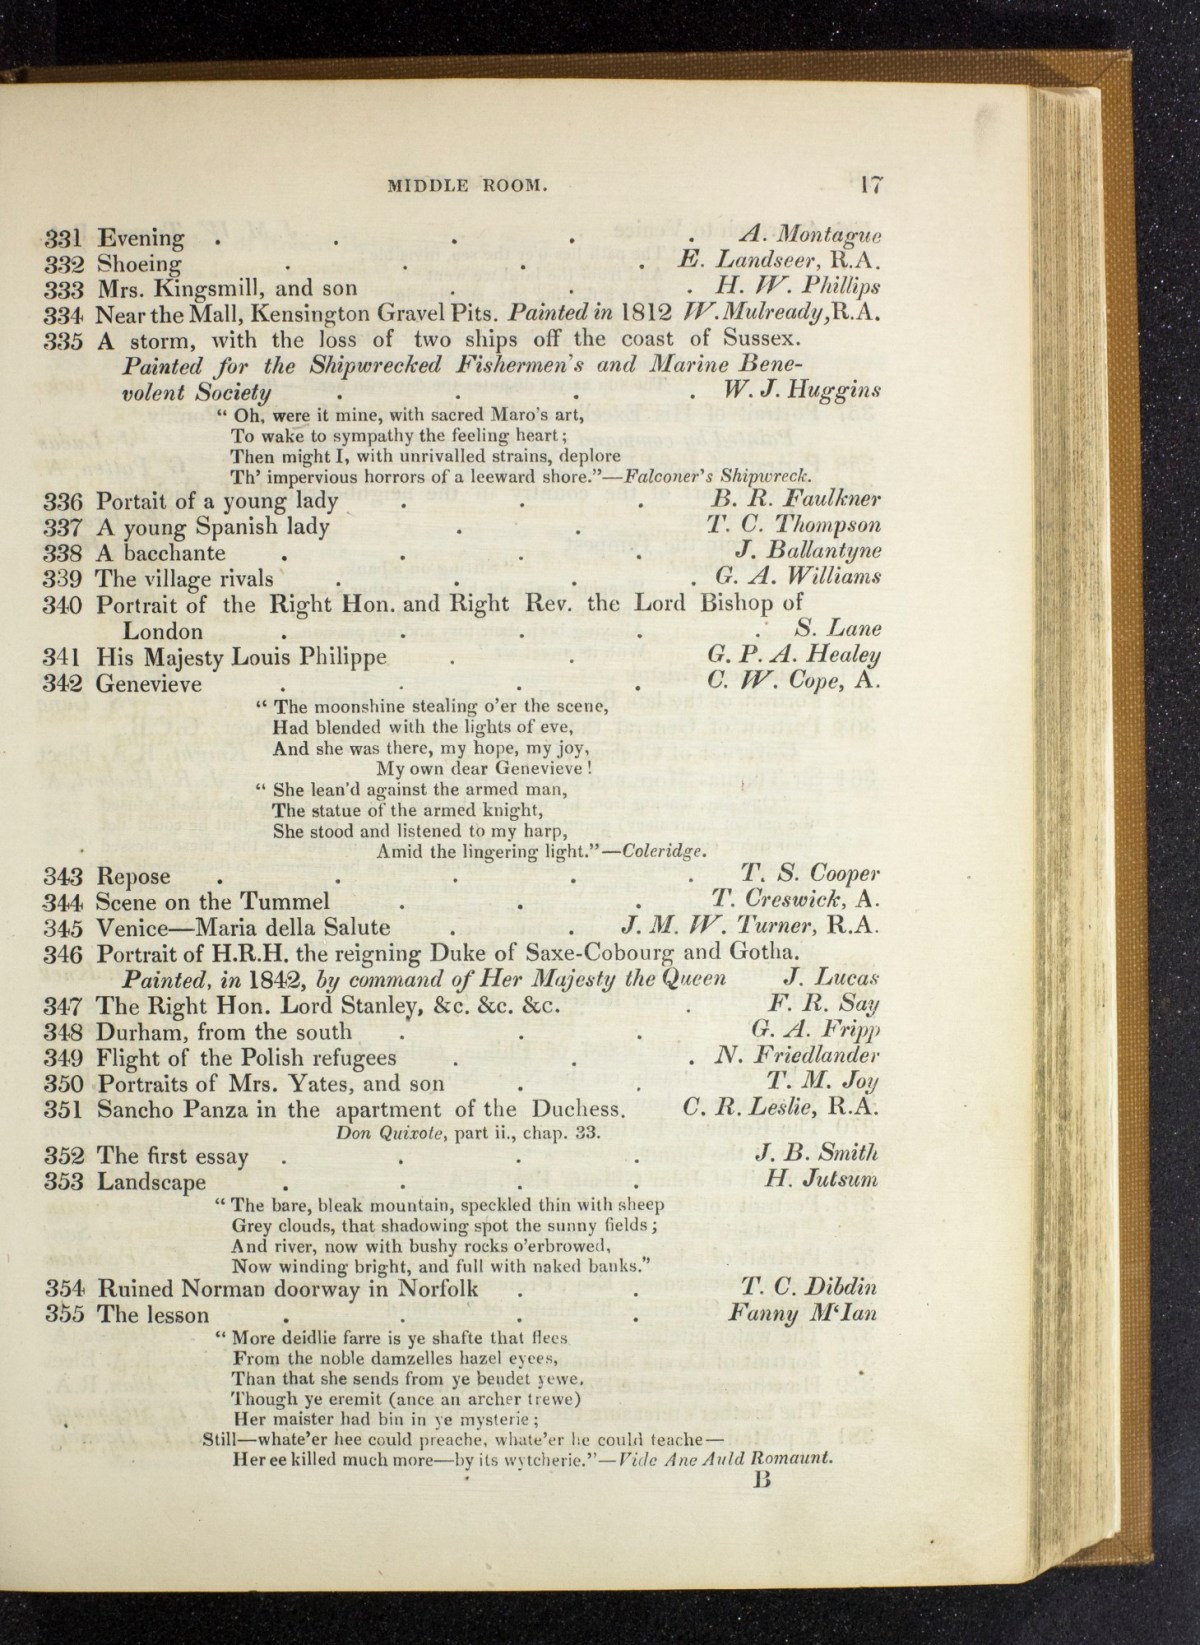 MIDDLE ROOM. 17
331 Evening . . . . . A. Montague
332 Shoeing . . . . E. Landseer, R.A.
333 Mrs. Kingsmill, and son . . . H. W. Phillips
334 Near the Mall, Kensington Gravel Pits. Painted in 1812 W. Mulready, R.A.
335 A storm, with the loss of two ships off the coast of Sussex.
Painted for the Shipwrecked Fishermen's and Marine Bene-
volent Society . . . . W. J. Huggins
“ Oh, were it mine, with sacred Maro's art,
To wake to sympathy the feeling heart ;
Then might I, with unrivalled strains, deplore
Th' impervious horrors of a leeward shore.”—Falconer's Shipwreck.
336 Portait of a young lady . . . B. R. Faulkner
337 A young Spanish lady . . T. C. Thompson
338 A bacchante . . . . J. Ballantyne
339 The village rivals . . . . G. A. Williams
340 Portrait of the Right Hon. and Right Rev. the Lord Bishop of
London . . . . . S. Lane
341 His Majesty Louis Philippe . . G. P. A. Healey
342 Genevieve . . . . C. W. Cope, A.
“ The moonshine stealing o'er the scene,
Had blended with the lights of eve,
And she was there, my hope, my joy,
My own dear Genevieve !
“ She lean'd against the armed man,
The statue of the armed knight,
She stood and listened to my harp,
Amid the lingering light.”—Coleridge.
343 Repose . . . . . T. S. Cooper
344 Scene on the Tummel . . . T. Creswick, A.
345 Venice—Maria della Salute . . J. M. W. Turner, R.A.
346 Portrait of H.R.H. the reigning Duke of Saxe-Cobourg and Gotha.
Painted, in 1842, by command of Her Majesty the Queen J. Lucas
347 The Right Hon. Lord Stanley, &c. &c. &c. . F. R. Say
348 Durham, from the south . . . G. A. Fripp
349 Flight of the Polish refugees . . . N. Friedlander
350 Portraits of Mrs. Yates, and son . . T. M. Joy
351 Sancho Panza in the apartment of the Duchess. C. R. Leslie, R.A.
Don Quixote, part ii., chap. 33.
352 The first essay . . . . J. B. Smith
353 Landscape . . . . H. Jutsum
“ The bare, bleak mountain, speckled thin with sheep
Grey clouds, that shadowing spot the sunny fields ;
And river, now with bushy rocks o'erbrowed,
Now winding bright, and full with naked banks.”
354 Ruined Norman doorway in Norfolk . . T. C. Dibdin
355 The lesson . . . . Fanny M‘Ian
“ More deidlie farre is ye shafte that flees
From the noble damzelles hazel eyees,
Than that she sends from ye bendet yewe,
Though ye eremit (ance an archer trewe)
Her maister had bin in ye mysterie ;
Still—whate'er hee could preache, whate'er he could teache—
Her ee killed much more—by its wytcherie.”—Vide Ane Auld Romaunt.
B